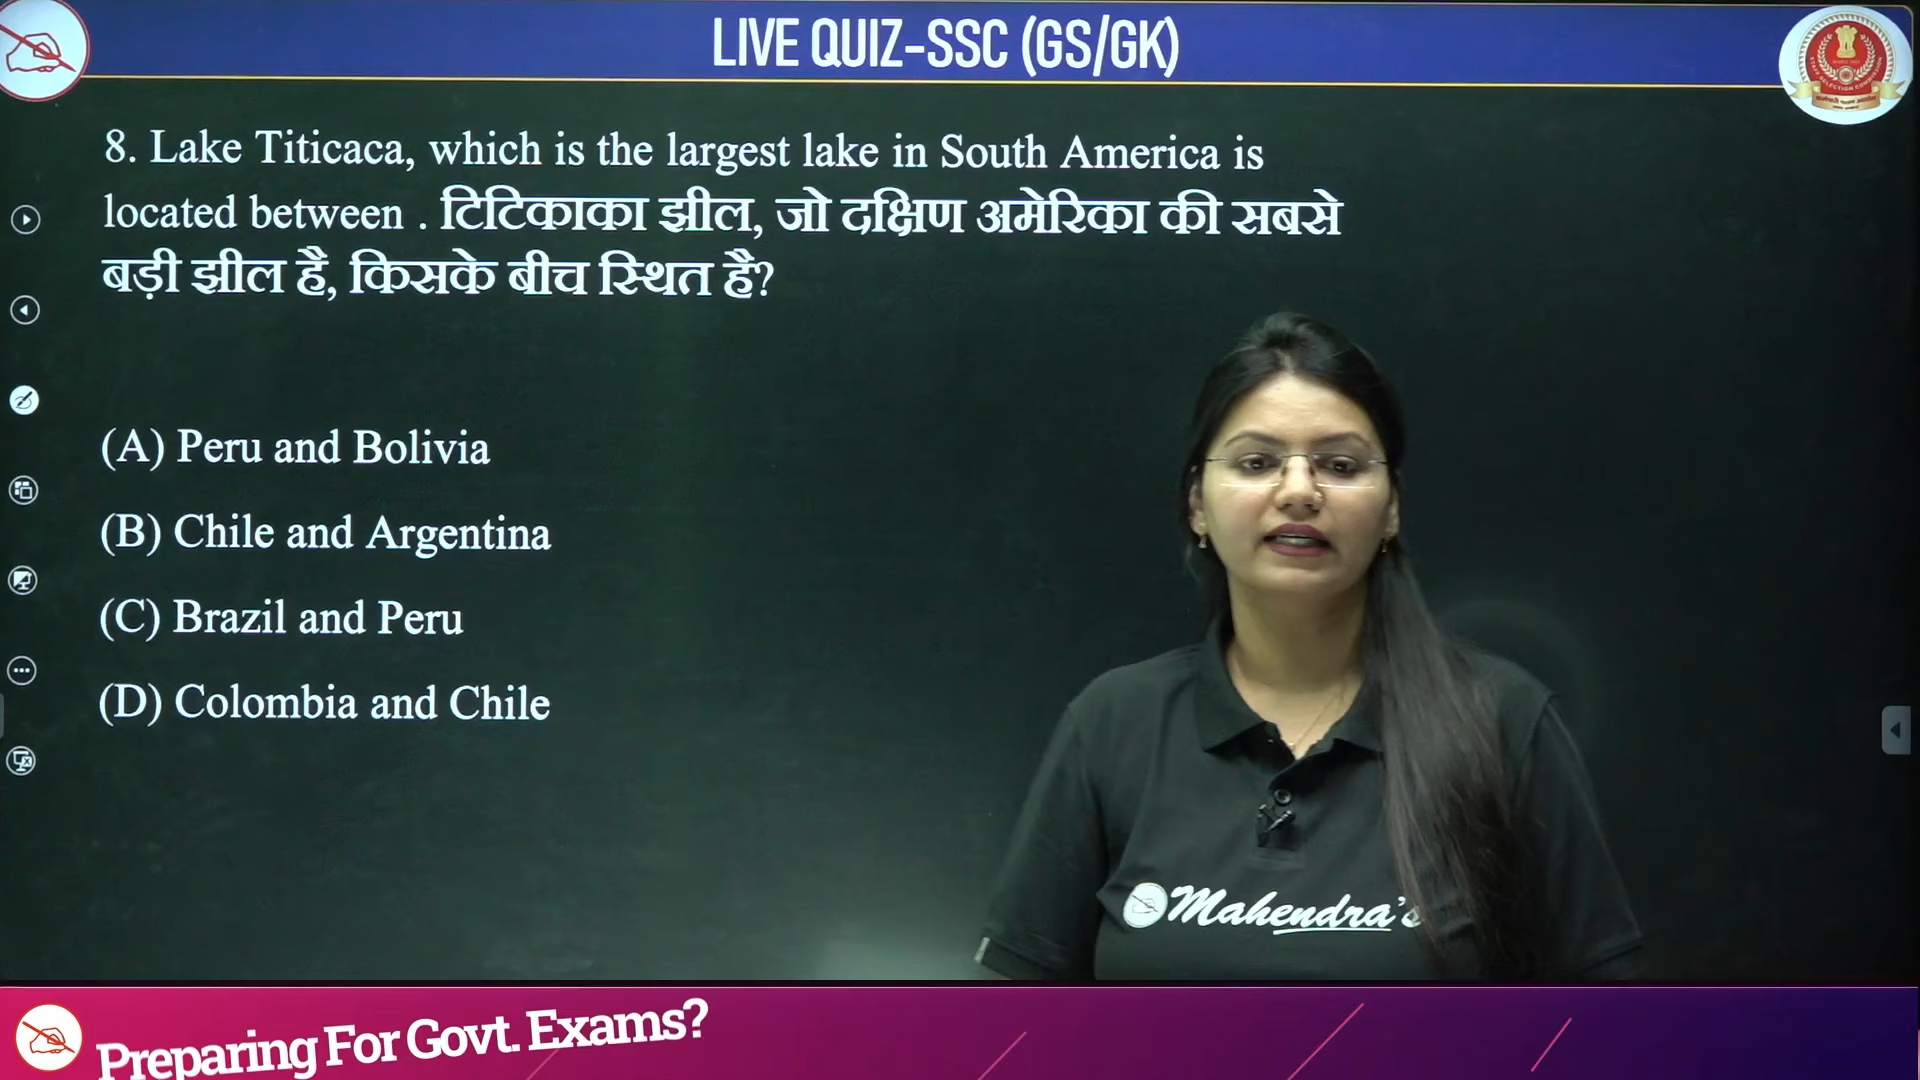 LIVE QUIZ-SSC (GS/GK)
8. Lake Titicaca, which is the largest lake in South America is
located between . टिटिकाका झील, जो दक्षिण अमेरिका की सबसे
बड़ी झील है, किसके बीच स्थित है?
(A) Peru and Bolivia
(B) Chile and Argentina
(C) Brazil and Peru
(D) Colombia and Chile
Mahendra's
Preparing For Govt. Exams?